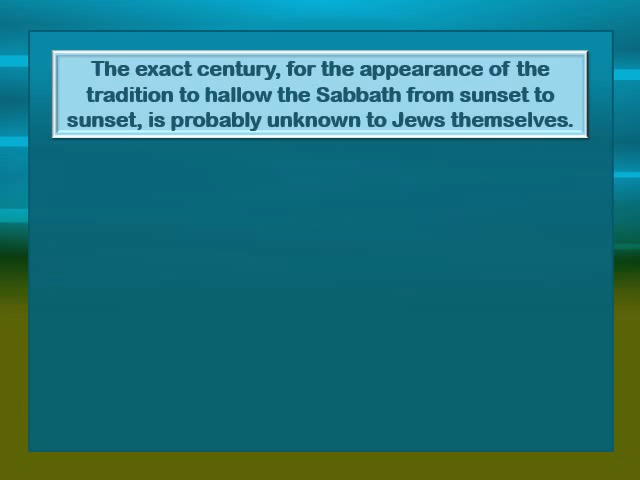 The exact century, for the appearance of the
tradition to hallow the Sabbath from sunset to
sunset, is probably unknown to Jews themselves.